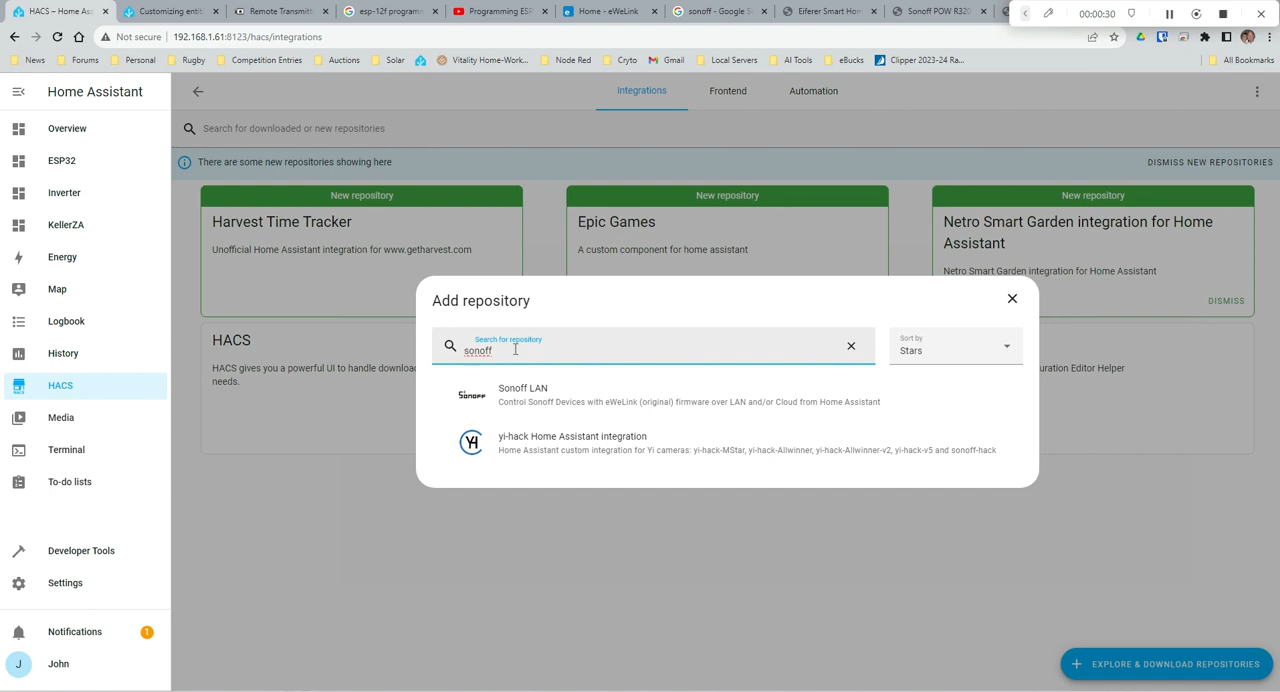 HACS – Home Ass
Customizing entiti
Remote Transmitt
esp-12f programm
Programming ESP
Home - eWeLink
sonoff - Google Se
Eiferer Smart Hom
Sonoff POW R320
00:00:30
Not secure
192.168.1.61:8123/hacs/integrations
News
Forums
Personal
Rugby
Competition Entries
Auctions
Solar
Vitality Home-Work...
Node Red
Cryto
Gmail
Local Servers
AI Tools
eBucks
Clipper 2023-24 Ra...
All Bookmarks
Home Assistant
Integrations
Frontend
Automation
Overview
ESP32
Inverter
KellerZA
Energy
Map
Logbook
History
HACS
Media
Terminal
To-do lists
Developer Tools
Settings
Notifications
1
J
John
Search for downloaded or new repositories
There are some new repositories showing here
DISMISS NEW REPOSITORIES
New repository
Harvest Time Tracker
Unofficial Home Assistant integration for www.getharvest.com
New repository
Epic Games
A custom component for home assistant
New repository
Netro Smart Garden integration for Home
Assistant
Netro Smart Garden integration for Home Assistant
DISMISS
HACS
HACS gives you a powerful UI to handle download
needs.
uration Editor Helper
Add repository
Search for repository
sonoff
Sort by
Stars
Sonoff LAN
Control Sonoff Devices with eWeLink (original) firmware over LAN and/or Cloud from Home Assistant
yi-hack Home Assistant integration
Home Assistant custom integration for Yi cameras: yi-hack-MStar, yi-hack-Allwinner, yi-hack-Allwinner-v2, yi-hack-v5 and sonoff-hack
EXPLORE & DOWNLOAD REPOSITORIES